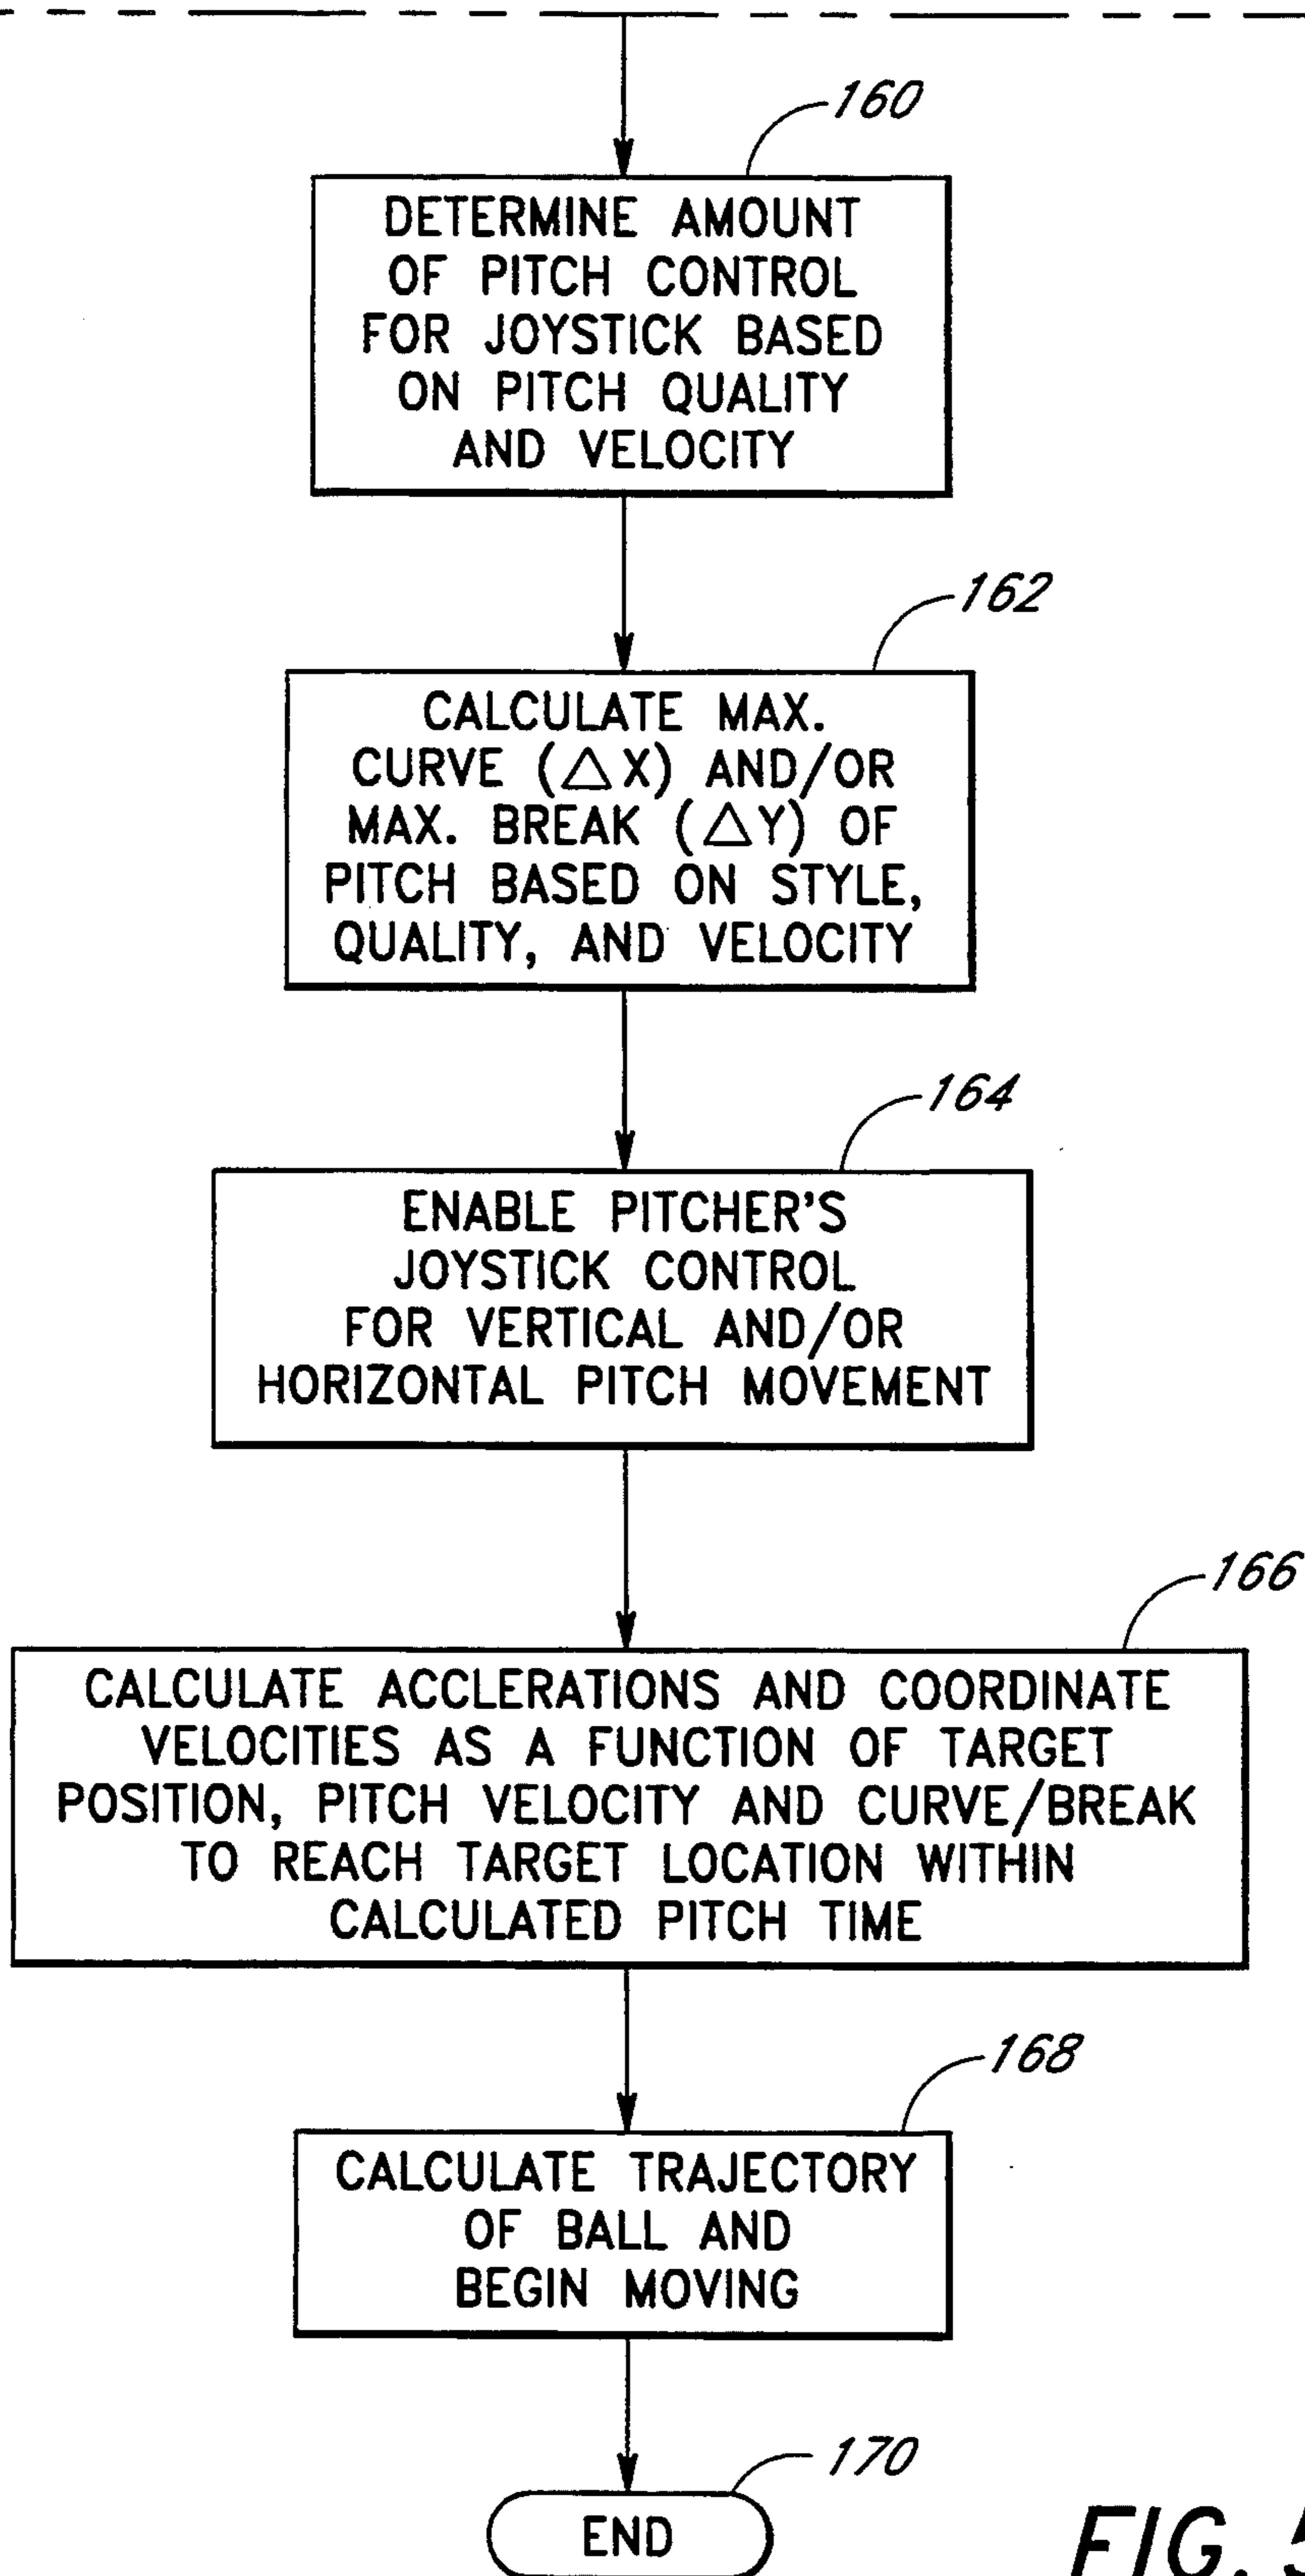 160
DETERMINE AMOUNT
OF PITCH CONTROL
FOR JOYSTICK BASED
ON PITCH QUALITY
AND VELOCITY
162
CALCULATE MAX.
CURVE (△X) AND/OR
MAX. BREAK (△Y) OF
PITCH BASED ON STYLE,
QUALITY, AND VELOCITY
164
ENABLE PITCHER'S
JOYSTICK CONTROL
FOR VERTICAL AND/OR
HORIZONTAL PITCH MOVEMENT
166
CALCULATE ACCLERATIONS AND COORDINATE
VELOCITIES AS A FUNCTION OF TARGET
POSITION, PITCH VELOCITY AND CURVE/BREAK
TO REACH TARGET LOCATION WITHIN
CALCULATED PITCH TIME
168
CALCULATE TRAJECTORY
OF BALL AND
BEGIN MOVING
170
END
FIG.